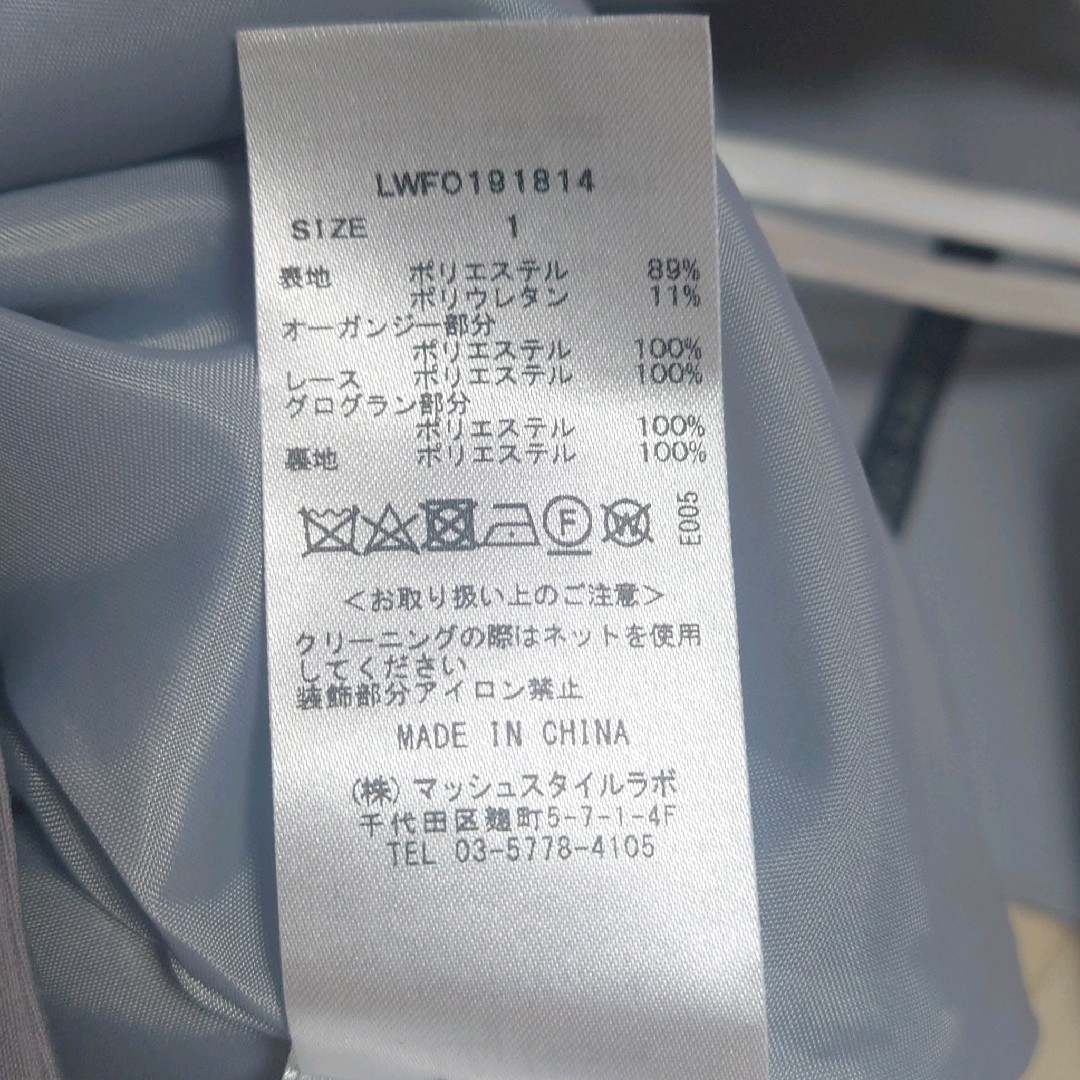 LWFO191814
SIZE 1
表地 ポリエステル 89%
ポリウレタン 11%
オーガンジー部分
ポリエステル 100%
レース ポリエステル 100%
グログラン部分
ポリエステル 100%
裏地 ポリエステル 100%
F W E005
<お取り扱い上のご注意>
クリーニングの際はネットを使用
してください
装飾部分アイロン禁止
MADE IN CHINA
(株)マッシュスタイルラボ
千代田区麹町5-7-1-4F
TEL 03-5778-4105